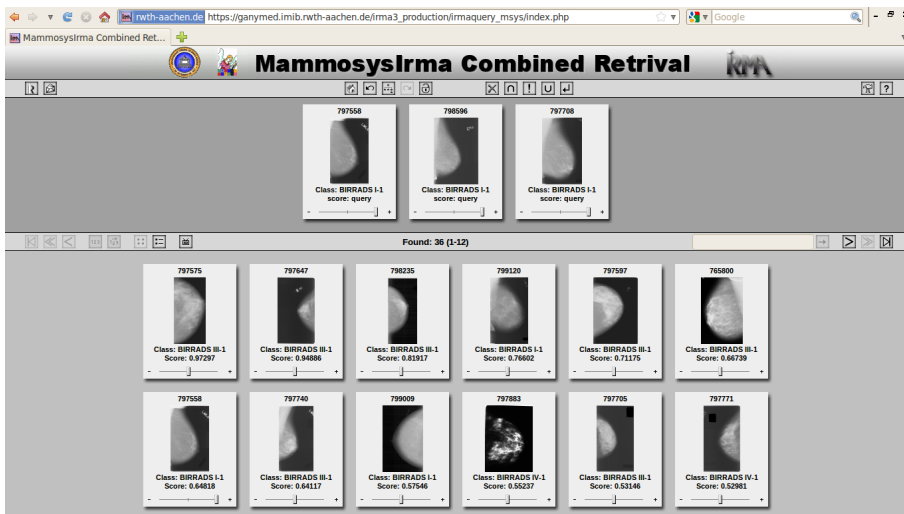 rwth-aachen.de https://ganymed.imib.rwth-aachen.de/irma3_production/irmaquery_msys/index.php
Google
MammosysIrma Combined Ret...
MammosysIrma Combined Retrival
IRMA
797558 798596 797708
Class: BIRRADS I-1 Class: BIRRADS I-1 Class: BIRRADS I-1
score: query score: query score: query
- + - + - +
Found: 36 (1-12)
797575 797647 798235 799120 797597 765800
Class: BIRRADS III-1 Class: BIRRADS III-1 Class: BIRRADS III-1 Class: BIRRADS I-1 Class: BIRRADS III-1 Class: BIRRADS III-1
Score: 0.97297 Score: 0.94886 Score: 0.81917 Score: 0.76602 Score: 0.71175 Score: 0.66739
- + - + - + - + - + - +
797558 797740 799009 797883 797705 797771
Class: BIRRADS I-1 Class: BIRRADS III-1 Class: BIRRADS I-1 Class: BIRRADS IV-1 Class: BIRRADS III-1 Class: BIRRADS IV-1
Score: 0.64818 Score: 0.64117 Score: 0.57546 Score: 0.55237 Score: 0.53146 Score: 0.52981
- + - + - + - + - + - +